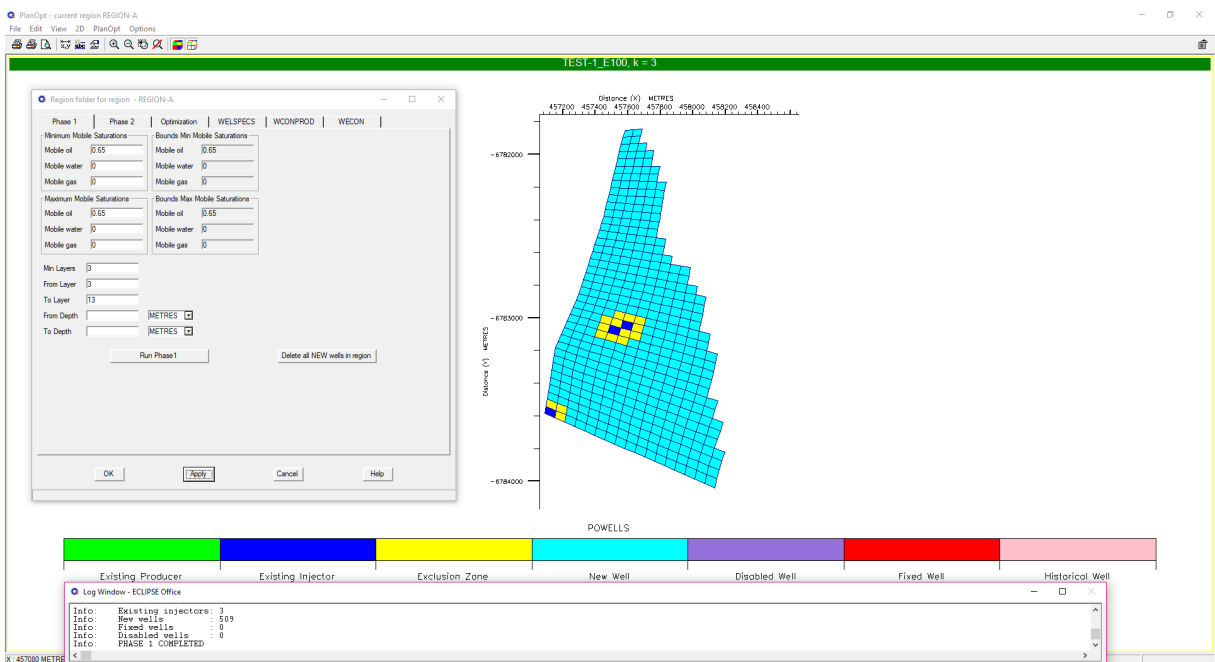 PlanOpt - current region REGION-A
File Edit View 2D PlanOpt Options
TEST-1_E100, k = 3
Region folder for region - REGION-A
Phase 1 Phase 2 Optimization WELSPECS WCONPROD WECON
Minimum Mobile Saturations Bounds Min Mobile Saturations
Mobile oil 0.65 Mobile oil 0.65
Mobile water 0 Mobile water 0
Mobile gas 0 Mobile gas 0
Maximum Mobile Saturations Bounds Max Mobile Saturations
Mobile oil 0.65 Mobile oil 0.65
Mobile water 0 Mobile water 0
Mobile gas 0 Mobile gas 0
Min Layers 3
From Layer 3
To Layer 13
From Depth METRES
To Depth METRES
Run Phase1 Delete all NEW wells in region
OK Apply Cancel Help
Distance (X) METRES
457200 457400 457600 457800 458000 458200 458400
-6782000
-6783000
Distance (Y) METRES
-6784000
POWELLS
Existing Producer Existing Injector Exclusion Zone New Well Disabled Well Fixed Well Historical Well
Log Window - ECLIPSE Office
Info: Existing injectors: 3
Info: New wells : 509
Info: Fixed wells : 0
Info: Disabled wells : 0
Info: PHASE 1 COMPLETED
X : 457080 METRE